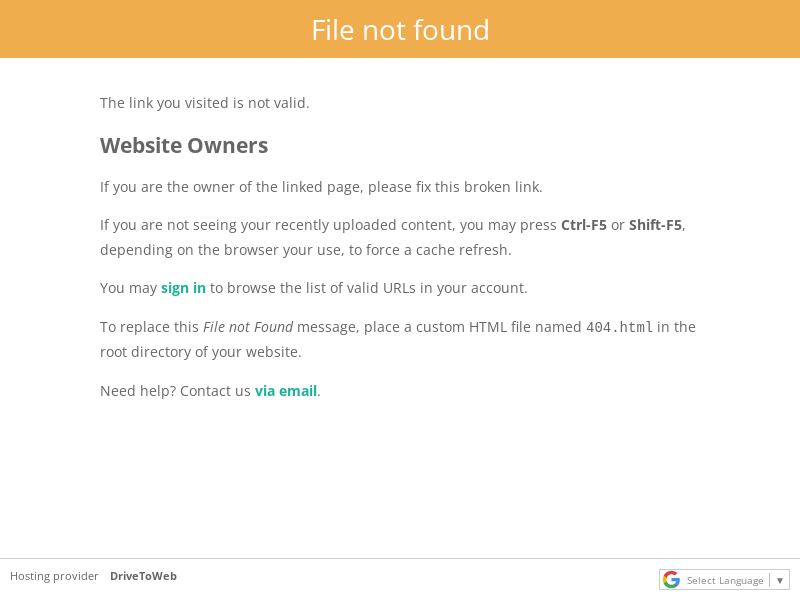 File not found
The link you visited is not valid.
Website Owners
If you are the owner of the linked page, please fix this broken link.
If you are not seeing your recently uploaded content, you may press Ctrl-F5 or Shift-F5,
depending on the browser your use, to force a cache refresh.
You may sign in to browse the list of valid URLs in your account.
To replace this File not Found message, place a custom HTML file named 404.html in the
root directory of your website.
Need help? Contact us via email.
Hosting provider DriveToWeb
Select Language ▼